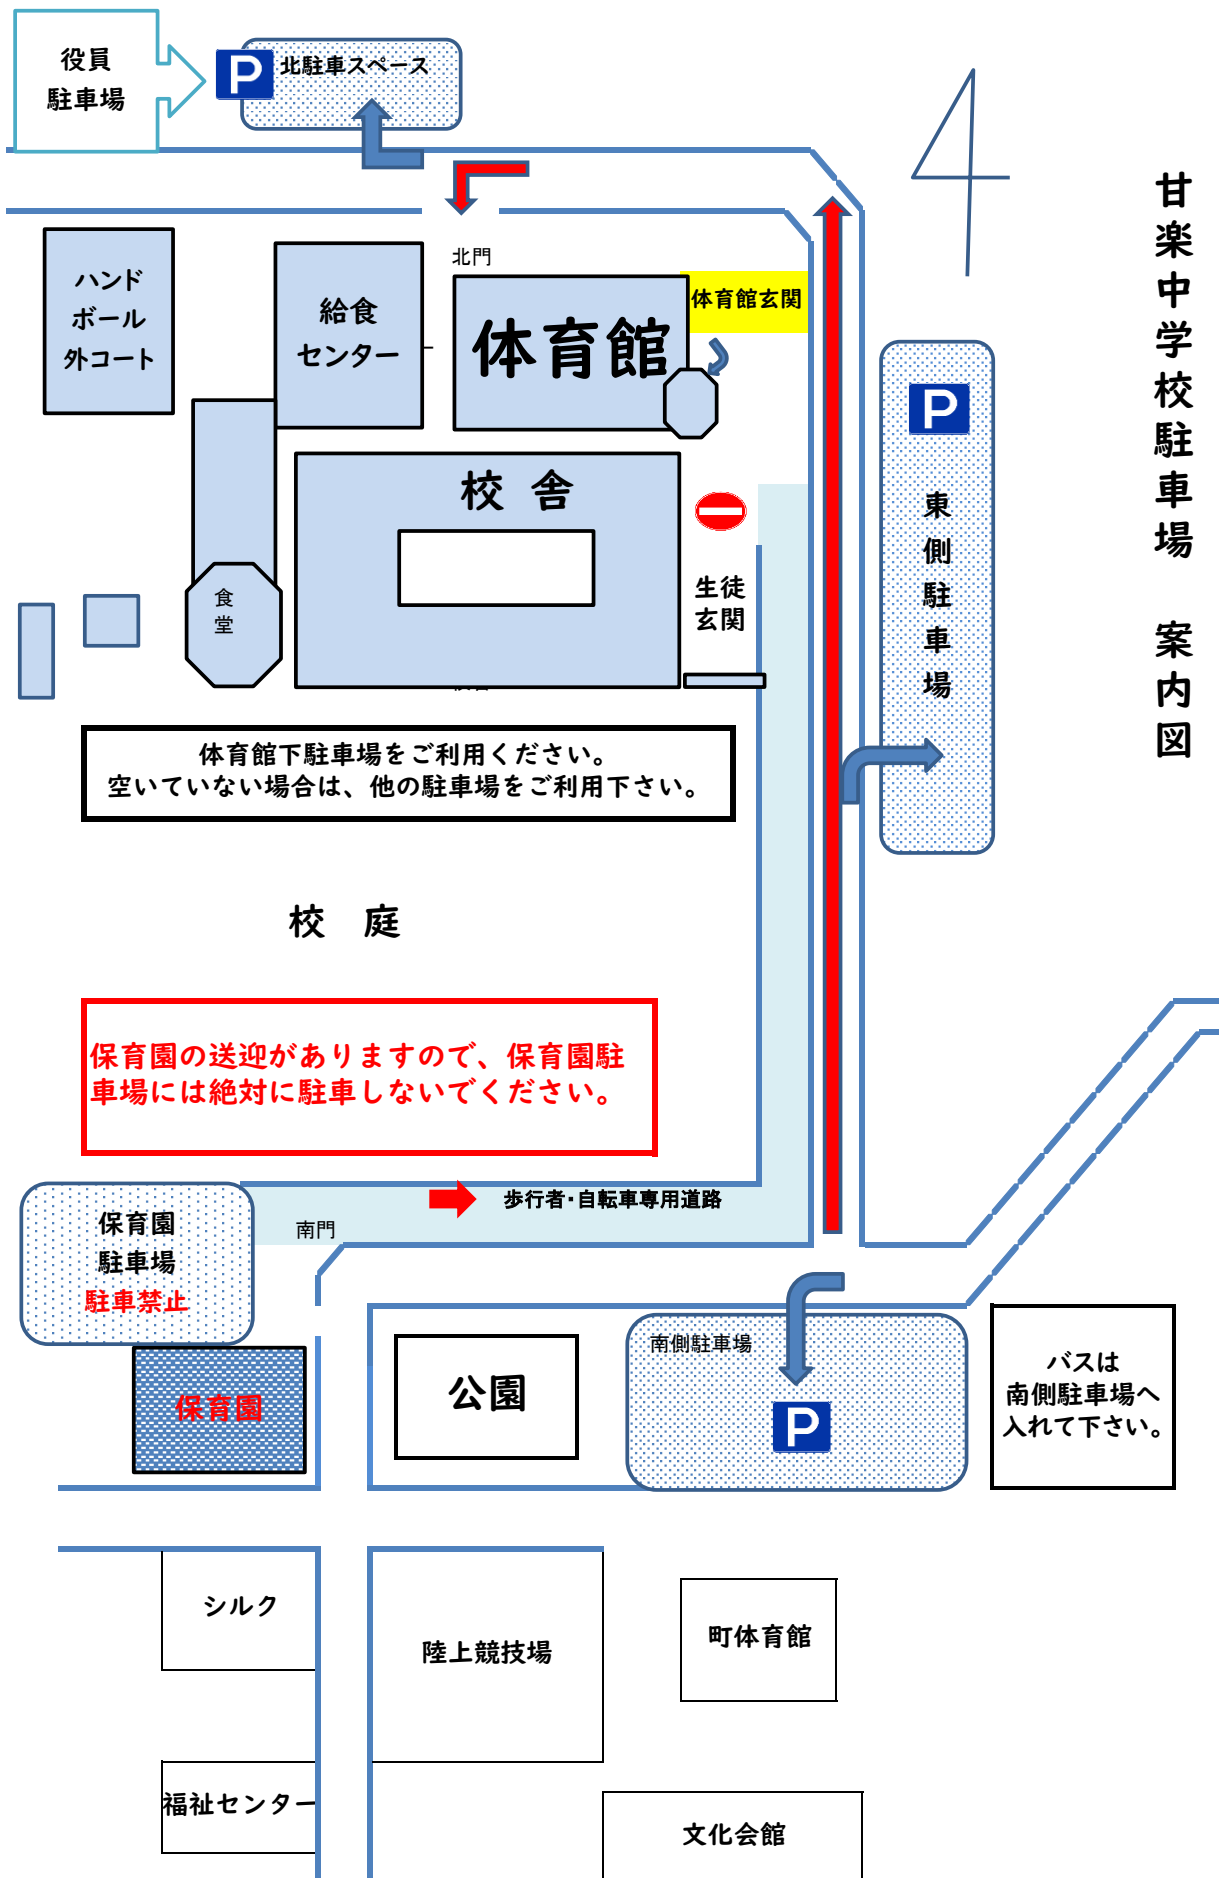 甘楽中学校駐車場　案内図
役員
駐車場
P
北駐車スペース
北門
ハンド
ボール
外コート
給食
センター
体育館
体育館玄関
校 舎
P
東側駐車場
食堂
生徒
玄関
体育館下駐車場をご利用ください。
空いていない場合は、他の駐車場をご利用下さい。
校　庭
保育園の送迎がありますので、保育園駐
車場には絶対に駐車しないでください。
歩行者・自転車専用道路
南門
保育園
駐車場
駐車禁止
保育園
公園
南側駐車場
P
バスは
南側駐車場へ
入れて下さい。
シルク
陸上競技場
町体育館
福祉センター
文化会館